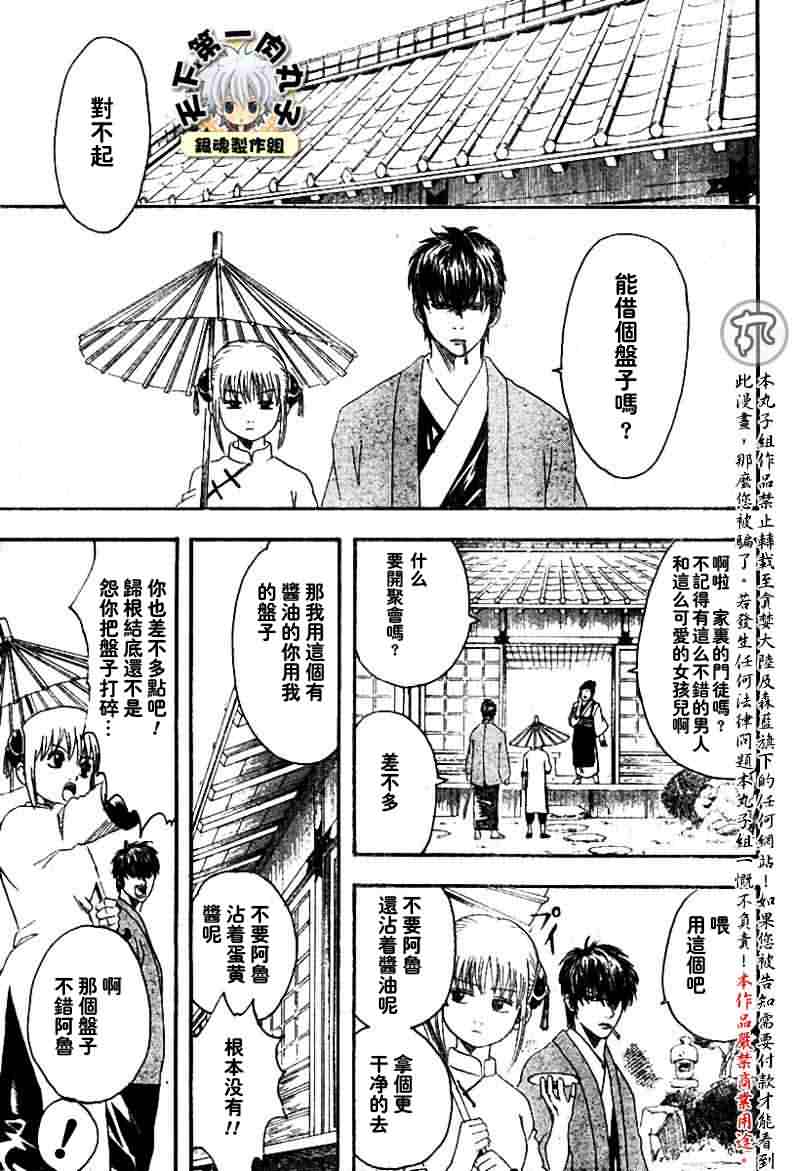 手下第一肉丸子
銀魂製作組
對不起
能借個盤子嗎？
啊啦 家裏的門徒嗎？
不記得有這么不錯的男人
和這么可愛的女孩兒啊
什么
要開聚會嗎？
差不多
喂
用這個吧
不要阿魯
還沾着醬油呢
拿個更
干净的去
那我用這個有
醬油的你用我
的盤子
不要阿魯
沾着蛋黄
醬呢
根本没有!!
你也差不多點吧！
歸根結底還不是
怨你把盤子打碎…
啊
那個盤子
不錯阿魯
！
丸
本丸子組作品禁止轉載至貪婪大陸及森藍旗下的任何網站！如果您被告知需要付款才能看到
此漫畫，那麼您被騙了。若發生任何法律問題本丸子組一慨不負責！本作品嚴禁商業用途。